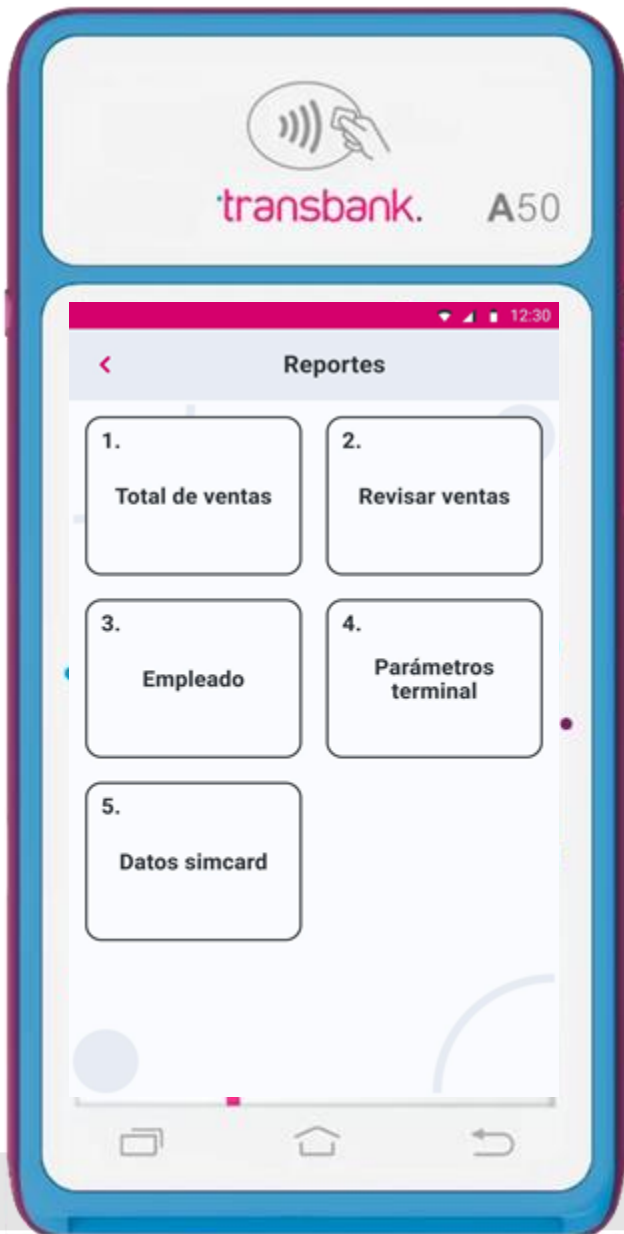 transbank.
A50
12:30
Reportes
1.
Total de ventas
2.
Revisar ventas
3.
Empleado
4.
Parámetros
terminal
5.
Datos simcard